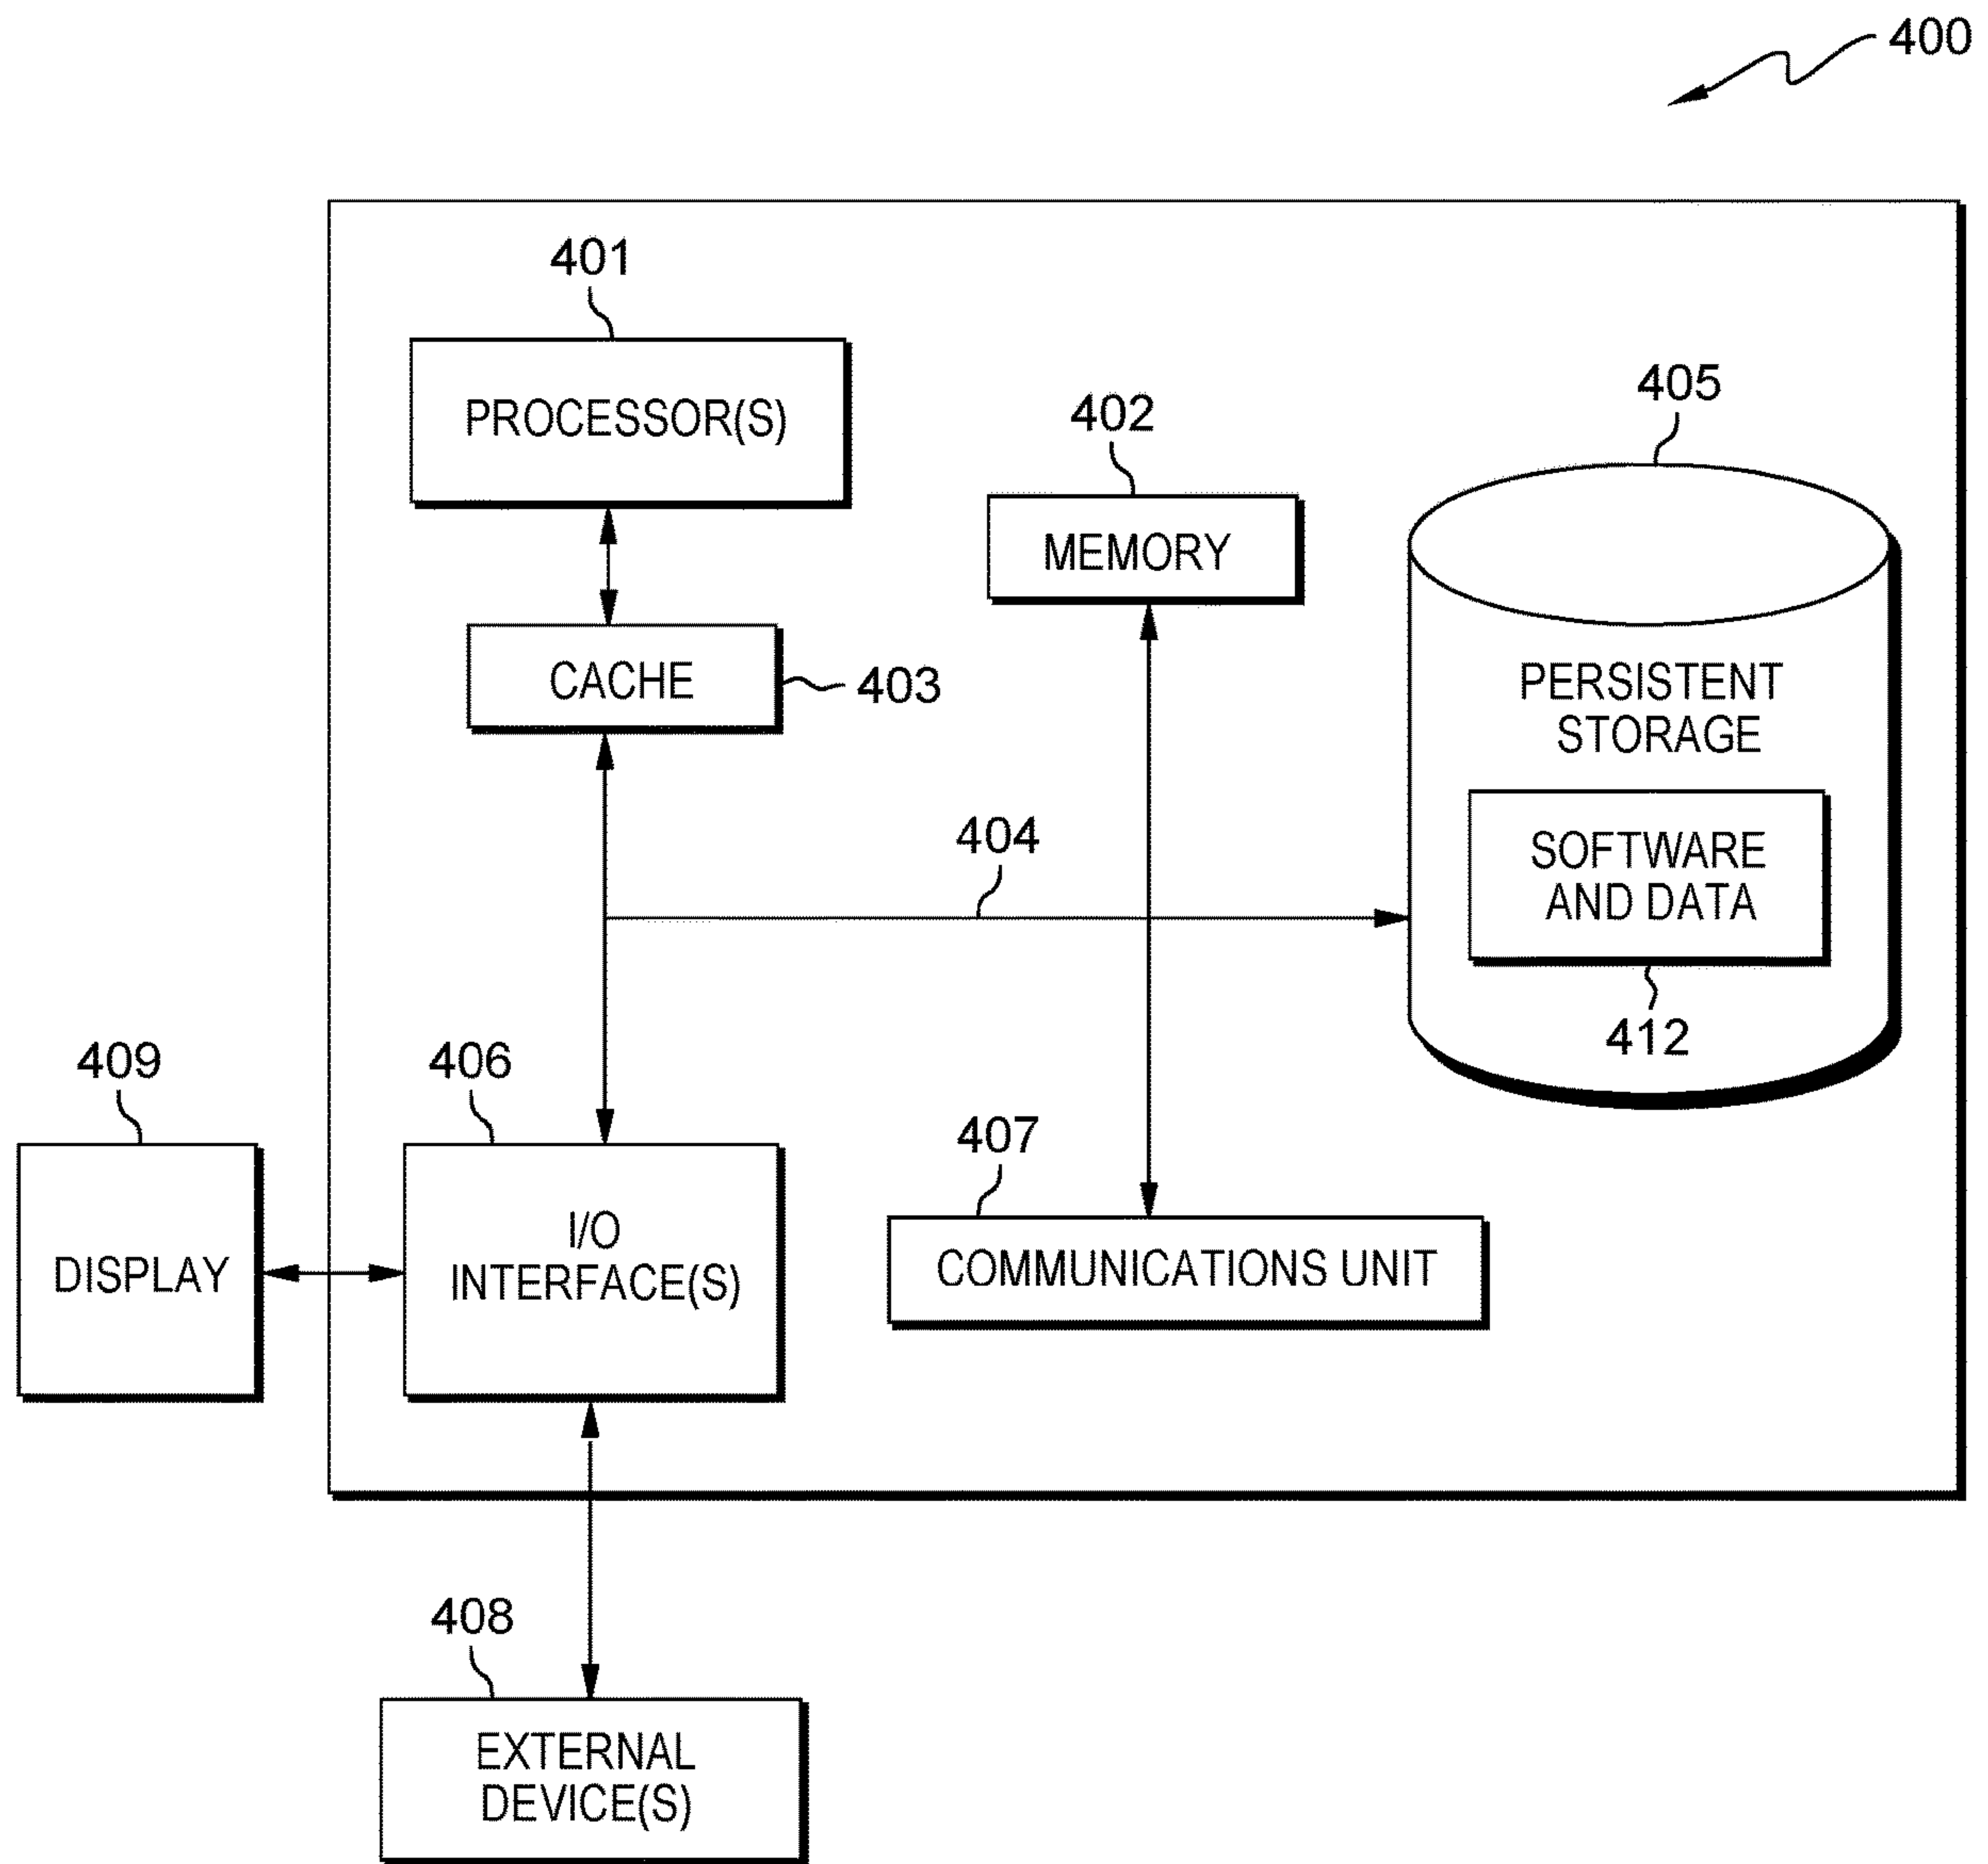 400
401
PROCESSOR(S)
402
MEMORY
405
CACHE
403
PERSISTENT
STORAGE
404
SOFTWARE
AND DATA
412
409
DISPLAY
406
I/O
INTERFACE(S)
407
COMMUNICATIONS UNIT
408
EXTERNAL
DEVICE(S)